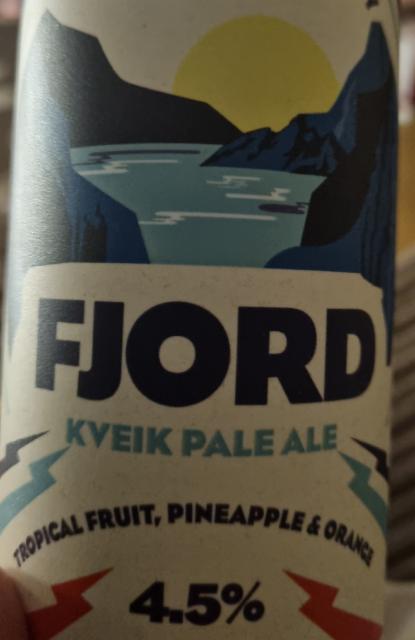 FJORD
KVEIK PALE ALE
TROPICAL FRUIT, PINEAPPLE & ORANGE
4.5%